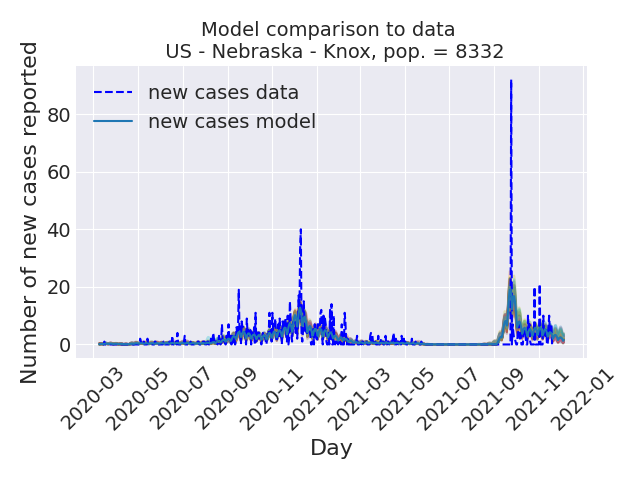 Model comparison to data
US - Nebraska - Knox, pop. = 8332
Number of new cases reported
new cases data
new cases model
80
60
40
20
0
2020-03
2020-05
2020-07
2020-09
2020-11
2021-01
2021-03
2021-05
2021-07
2021-09
2021-11
2022-01
Day